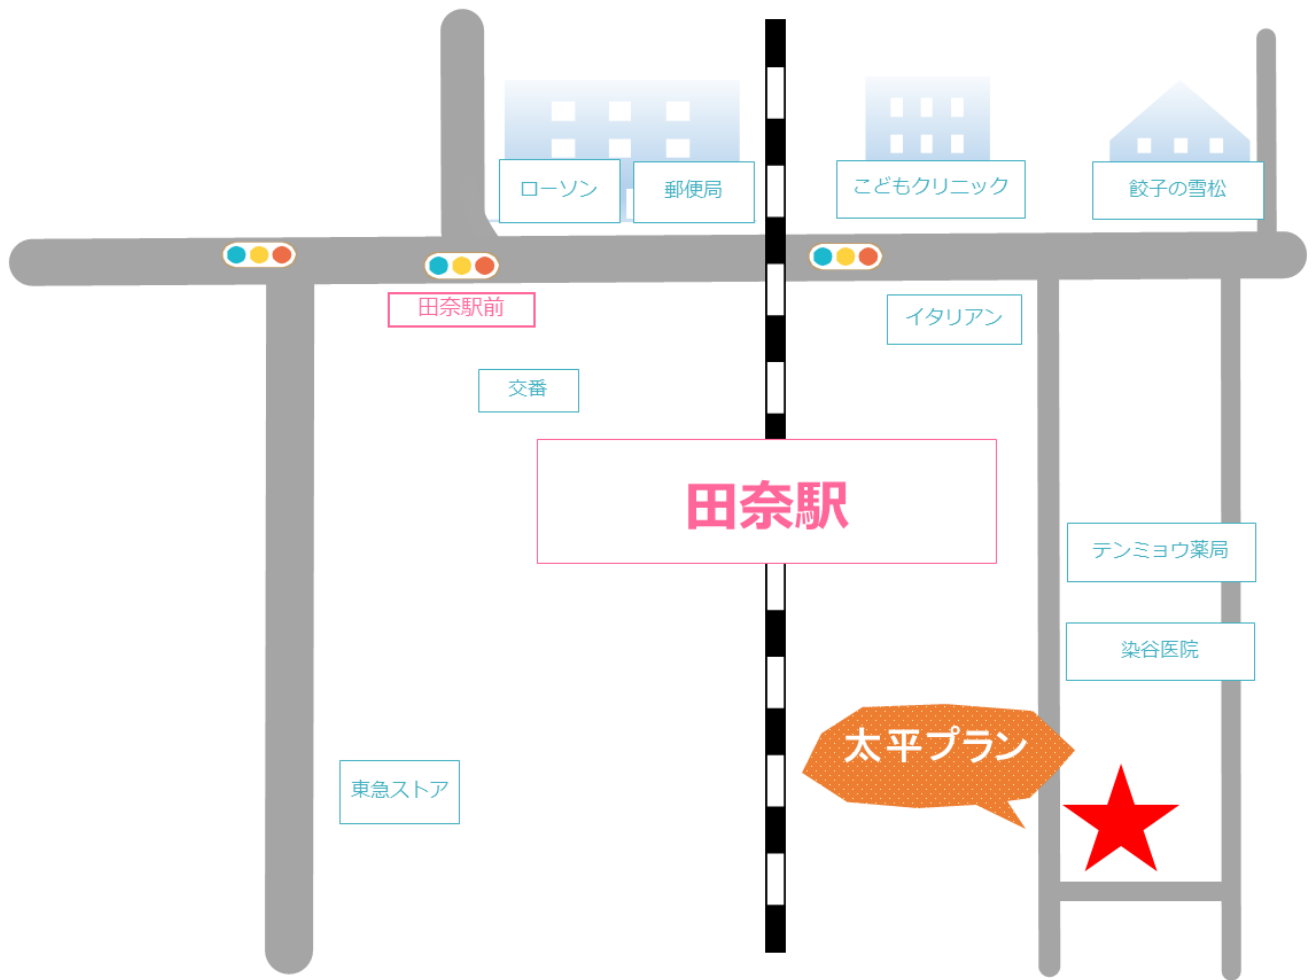 ローソン
郵便局
こどもクリニック
餃子の雪松
田奈駅前
イタリアン
交番
田奈駅
テンミョウ薬局
染谷医院
太平プラン
東急ストア